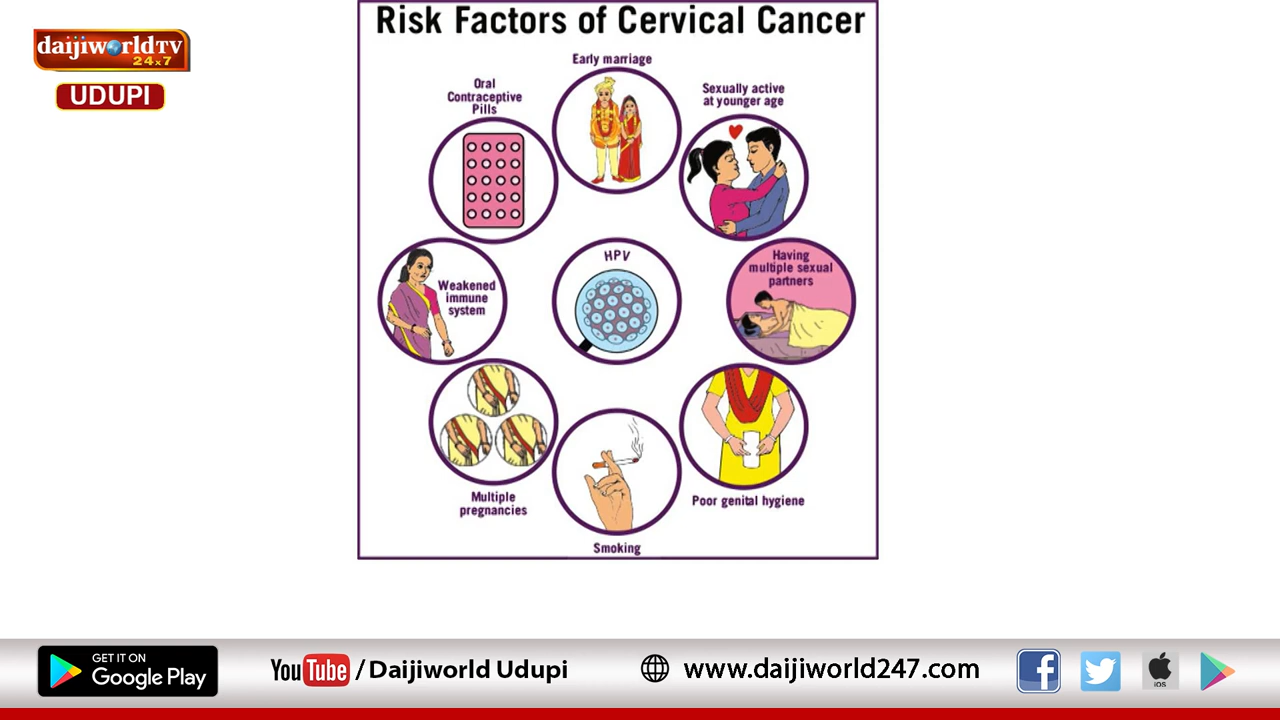 daijiworldTV
24x7
UDUPI
Risk Factors of Cervical Cancer
Early marriage
Oral
Contraceptive
Pills
Sexually active
at younger age
Weakened
immune
system
HPV
Having
multiple sexual
partners
Multiple
pregnancies
Smoking
Poor genital hygiene
GET IT ON
Google Play
YouTube / Daijiworld Udupi
www.daijiworld247.com
iOS